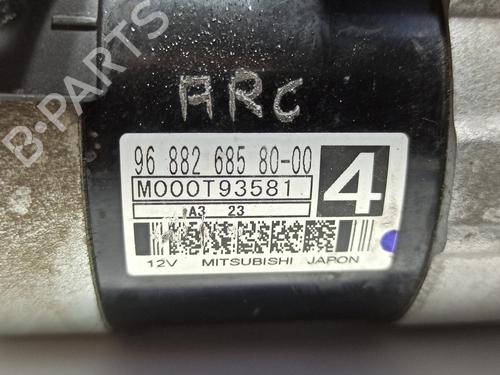 B-PARTS
ARC
96 882 685 80-00
M000T93581
4
A3 23
12V MITSUBISHI JAPON